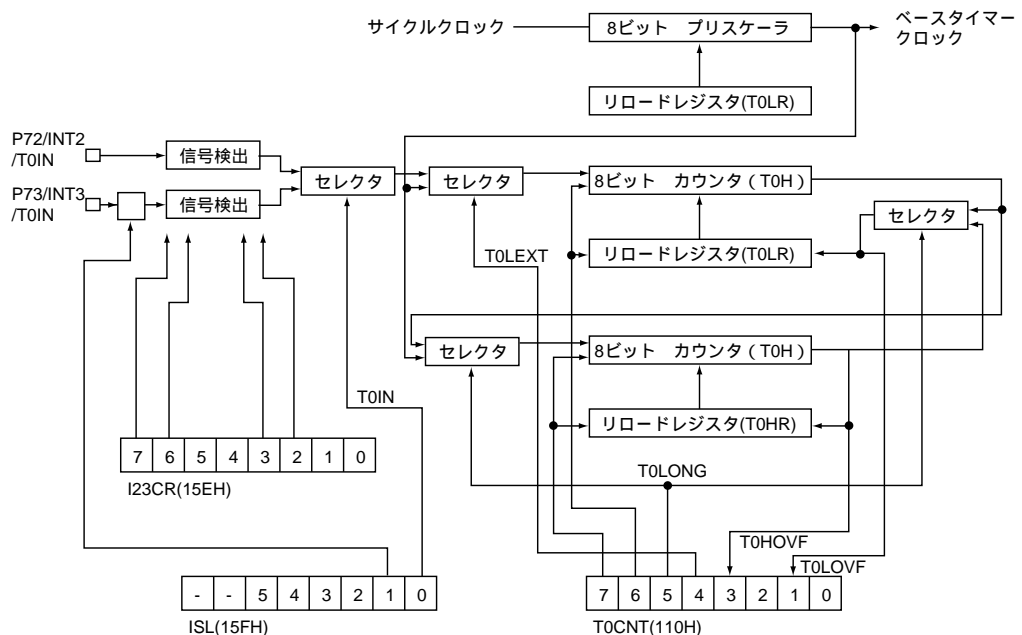 サイクルクロック
8ビット プリスケーラ
ベースタイマー
クロック
リロードレジスタ(T0LR)
P72/INT2
/T0IN
信号検出
P73/INT3
/T0IN
信号検出
セレクタ
セレクタ
8ビット カウンタ(T0H)
セレクタ
T0LEXT
リロードレジスタ(T0LR)
セレクタ
8ビット カウンタ(T0H)
T0IN
リロードレジスタ(T0HR)
7 6 5 4 3 2 1 0
I23CR(15EH)
T0LONG
T0HOVF
T0LOVF
- - 5 4 3 2 1 0
ISL(15FH)
7 6 5 4 3 2 1 0
T0CNT(110H)